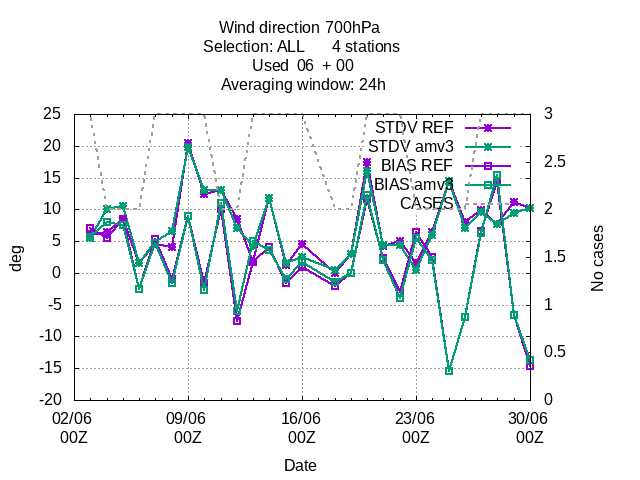 Wind direction 700hPa
Selection: ALL 4 stations
Used 06 + 00
Averaging window: 24h
25
20
15
10
5
0
-5
-10
-15
-20
deg
3
2.5
2
1.5
1
0.5
0
No cases
STDV REF
STDV amv3
BIAS REF
BIAS amv3
CASES
02/06 09/06 16/06 23/06 30/06
00Z 00Z 00Z 00Z 00Z
Date